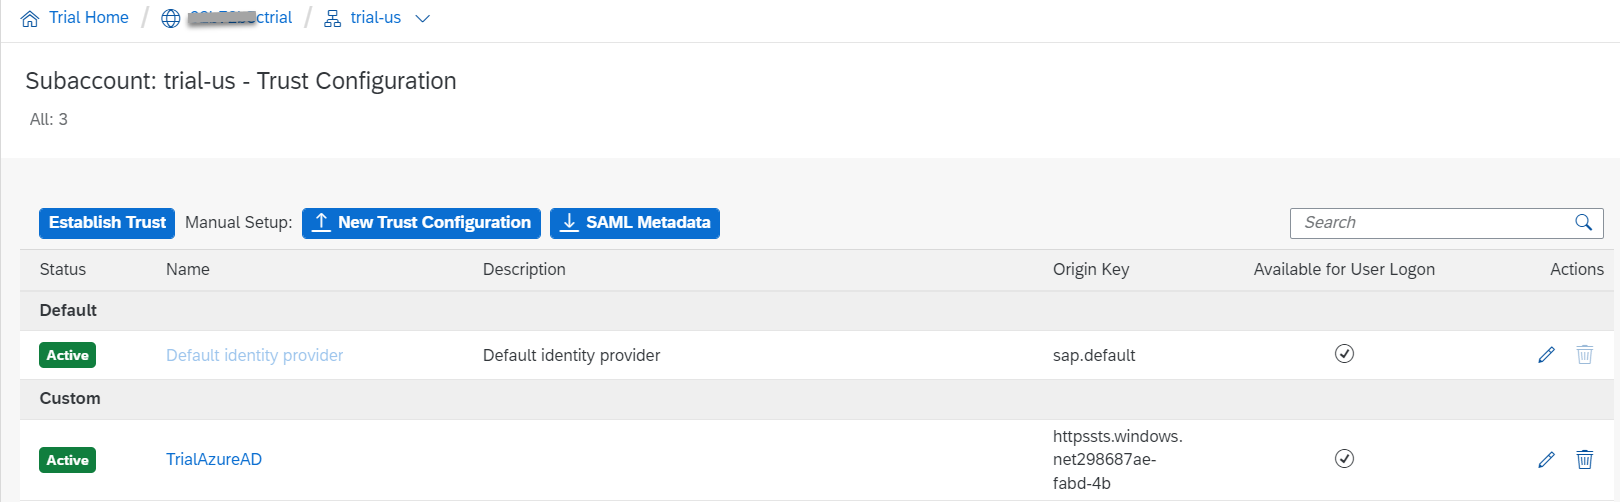 Trial Home / ctrial / trial-us
Subaccount: trial-us - Trust Configuration
All: 3
Establish Trust Manual Setup: New Trust Configuration SAML Metadata Search
Status Name Description Origin Key Available for User Logon Actions
Default
Active Default identity provider Default identity provider sap.default
Custom
Active TrialAzureAD httpssts.windows.
net298687ae-
fabd-4b